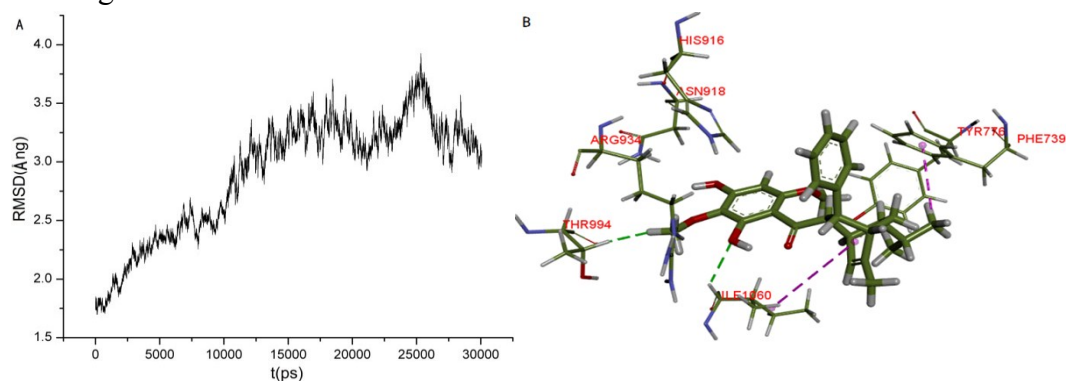 A
RMSD(Ang)
4.0
3.5
3.0
2.5
2.0
1.5
0 5000 10000 15000 20000 25000 30000
t(ps)
B
HIS916
ASN918
ARG934
TYR776 PHE739
THR994
ILE1060